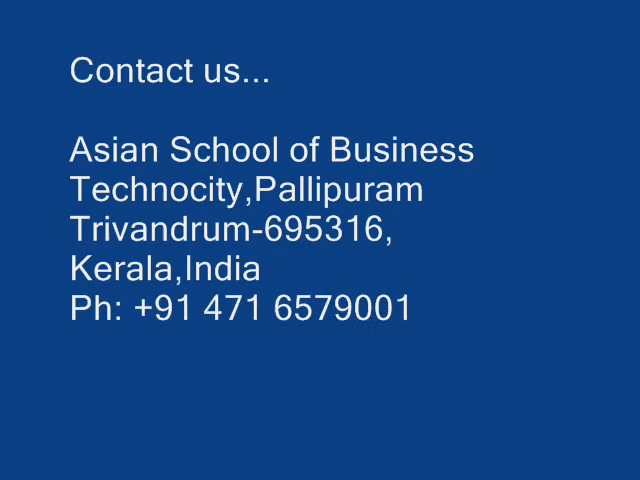 Contact us...
Asian School of Business
Technocity,Pallipuram
Trivandrum-695316,
Kerala,India
Ph: +91 471 6579001